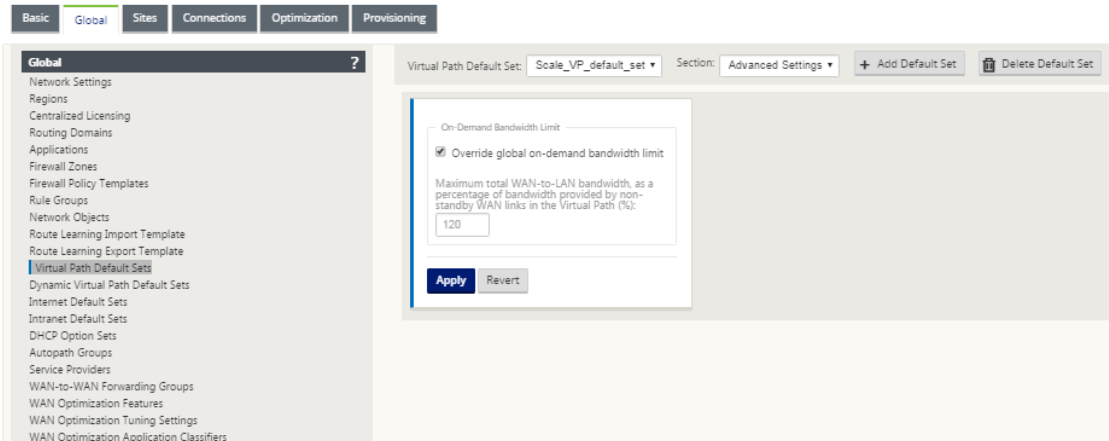 Basic Global Sites Connections Optimization Provisioning
Global ?
Network Settings
Regions
Centralized Licensing
Routing Domains
Applications
Firewall Zones
Firewall Policy Templates
Rule Groups
Network Objects
Route Learning Import Template
Route Learning Export Template
Virtual Path Default Sets
Dynamic Virtual Path Default Sets
Internet Default Sets
Intranet Default Sets
DHCP Option Sets
Autopath Groups
Service Providers
WAN-to-WAN Forwarding Groups
WAN Optimization Features
WAN Optimization Tuning Settings
WAN Optimization Application Classifiers
Virtual Path Default Set: Scale_VP_default_set Section: Advanced Settings + Add Default Set Delete Default Set
On-Demand Bandwidth Limit
Override global on-demand bandwidth limit
Maximum total WAN-to-LAN bandwidth, as a
percentage of bandwidth provided by non-
standby WAN links in the Virtual Path (%):
120
Apply Revert